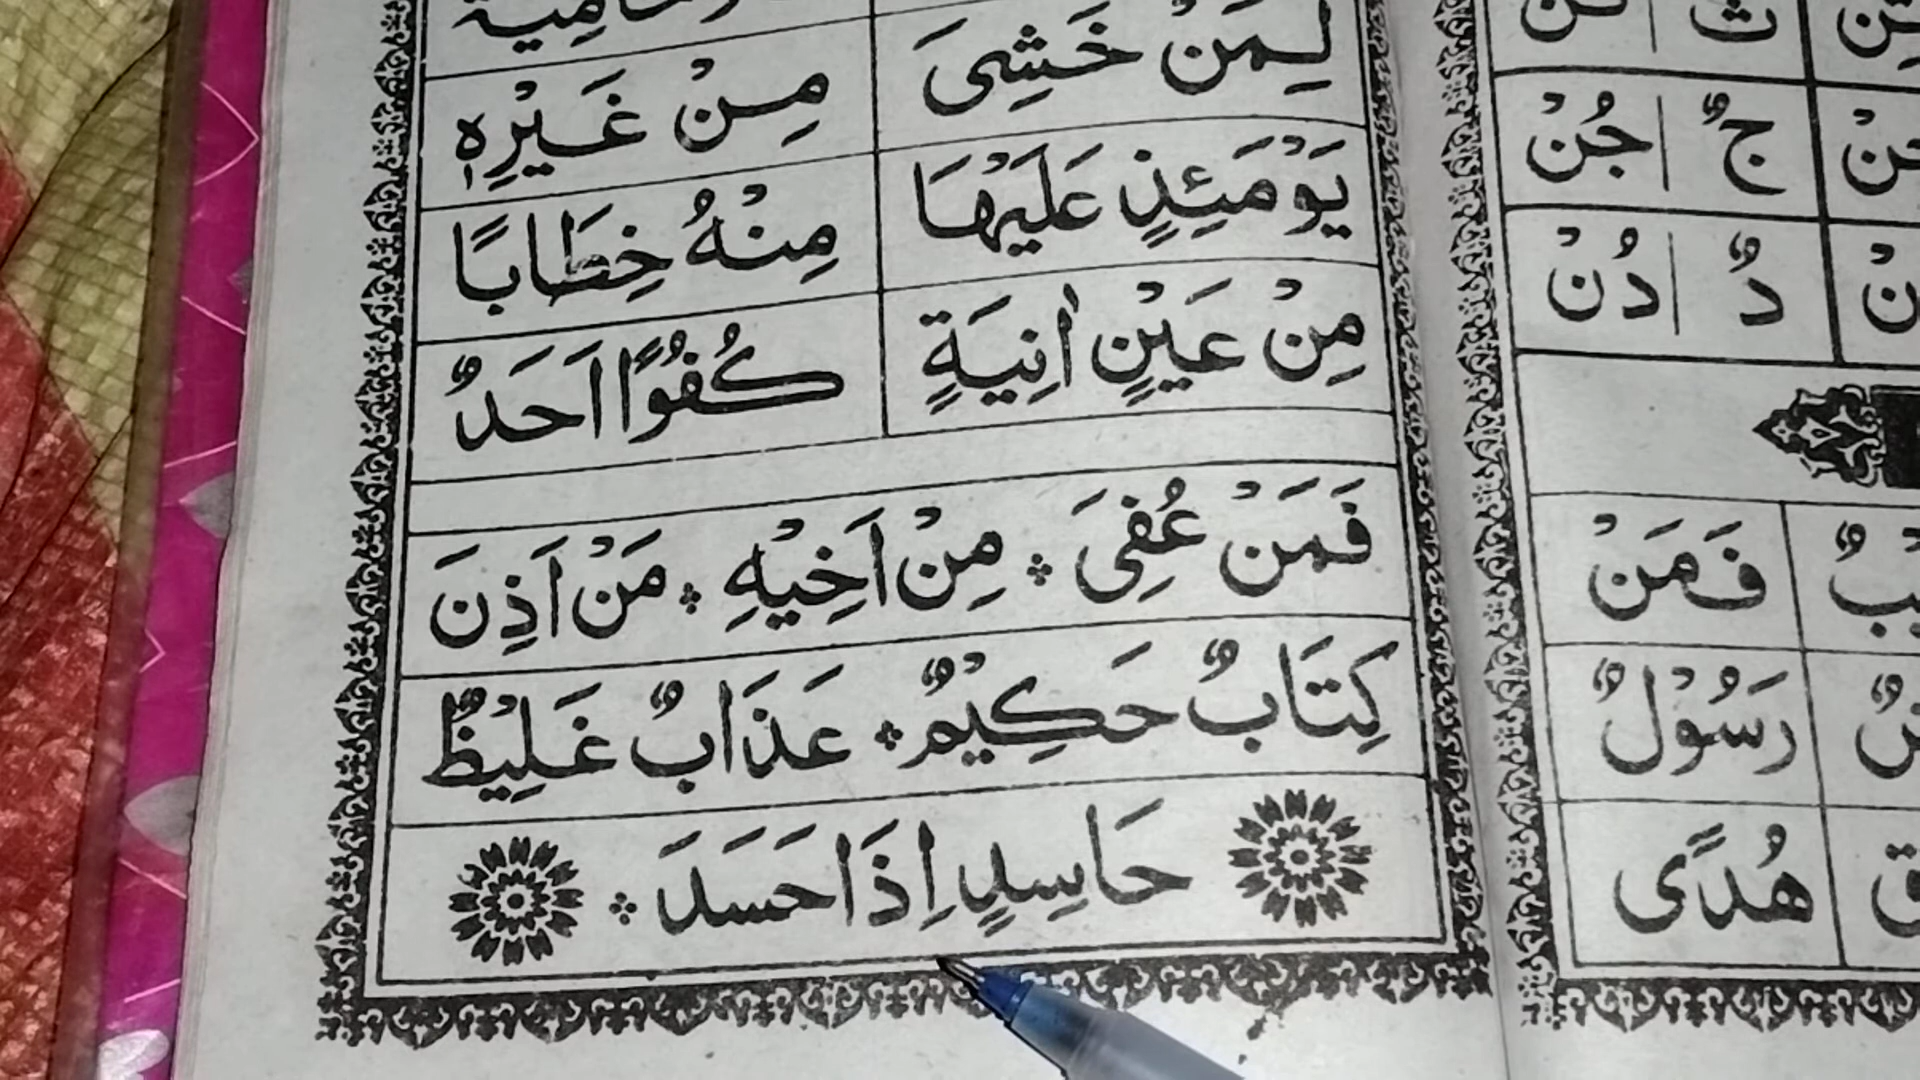 لِمَنْ خَشِیَ
مِنْ غَيْرِهٖ
يَوْمَئِذٍ عَلَيْهَا
مِنْهُ خِطَابًا
مِنْ عَيْنٍ اٰنِيَةٍ
كُفُوًا اَحَدٌ
فَمَنْ عُفِیَ ۞ مِنْ اَخِيْهِ ۞ مَنْ اَذِنَ
كِتَابٌ حَكِيْمٌ ۞ عَذَابٌ غَلِيْظٌ
حَاسِدٍ اِذَا حَسَدَ ۞
جٌ جُنْ
دٌ دُنْ
فَمَنْ
رَسُوْلٌ
هُدًی